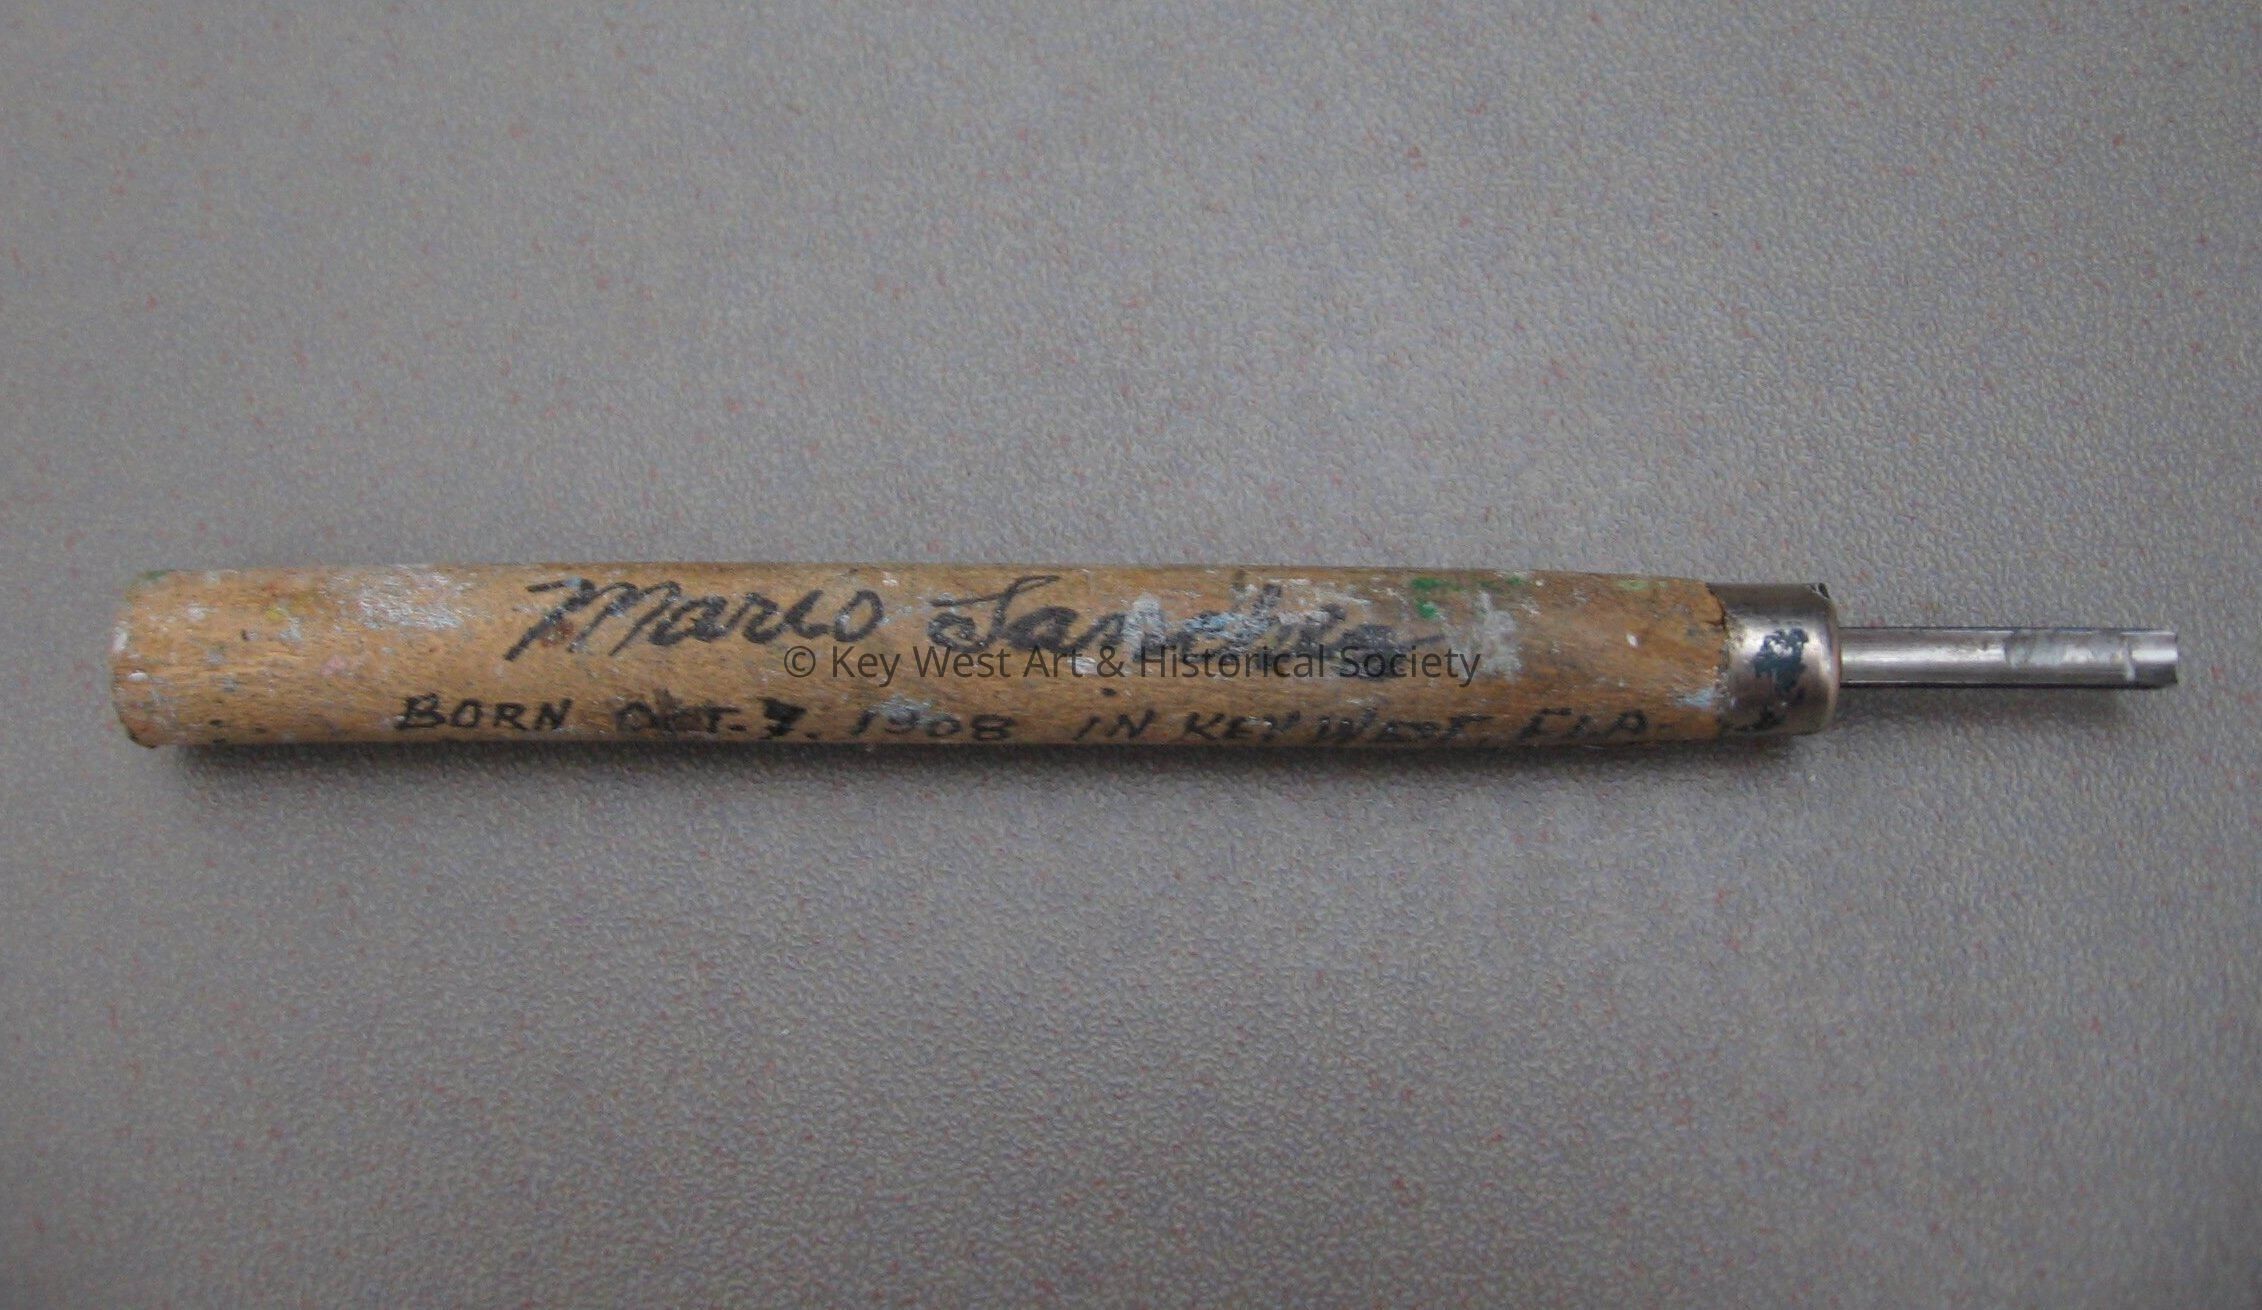 Mario Sanchez
© Key West Art & Historical Society
BORN OCT. 7. 1908 IN KEY WEST FLA.